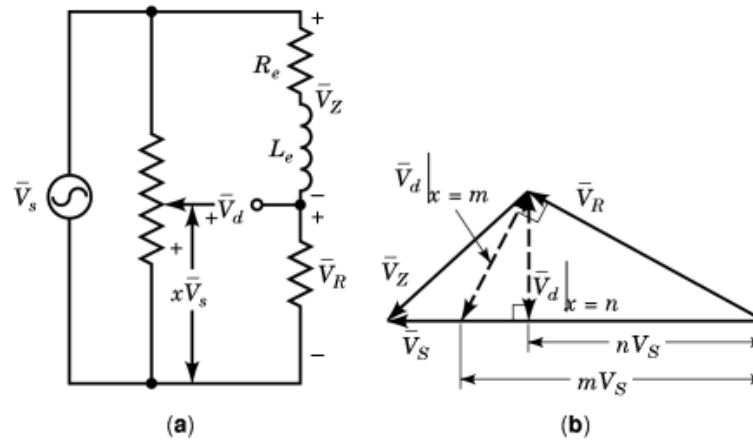 +
R_e
V̄_Z
L_e
V̄_s
+ V̄_d
−
+
+
xV̄_s
V̄_R
−
(a)
V̄_d |x = m
V̄_R
V̄_Z
V̄_d |x = n
V̄_S
nV_S
mV_S
(b)